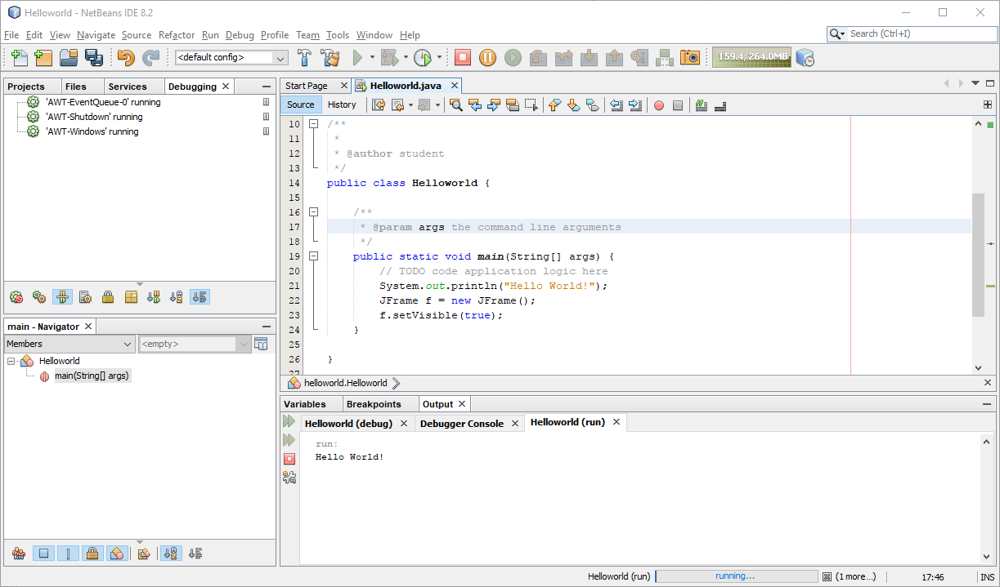 Helloworld - NetBeans IDE 8.2
File Edit View Navigate Source Refactor Run Debug Profile Team Tools Window Help
Search (Ctrl+I)
<default config>
159.4/264.0MB
Projects Files Services Debugging
'AWT-EventQueue-0' running
'AWT-Shutdown' running
'AWT-Windows' running
main - Navigator
Members <empty>
Helloworld
main(String[] args)
Start Page Helloworld.java
Source History
10 /**
11 *
12 * @author student
13 */
14 public class Helloworld {
15
16 /**
17 * @param args the command line arguments
18 */
19 public static void main(String[] args) {
20 // TODO code application logic here
21 System.out.println("Hello World!");
22 JFrame f = new JFrame();
23 f.setVisible(true);
24 }
25
26 }
27
helloworld.Helloworld
Variables Breakpoints Output
Helloworld (debug) Debugger Console Helloworld (run)
run:
Hello World!
Helloworld (run) running... (1 more...) 17:46 INS